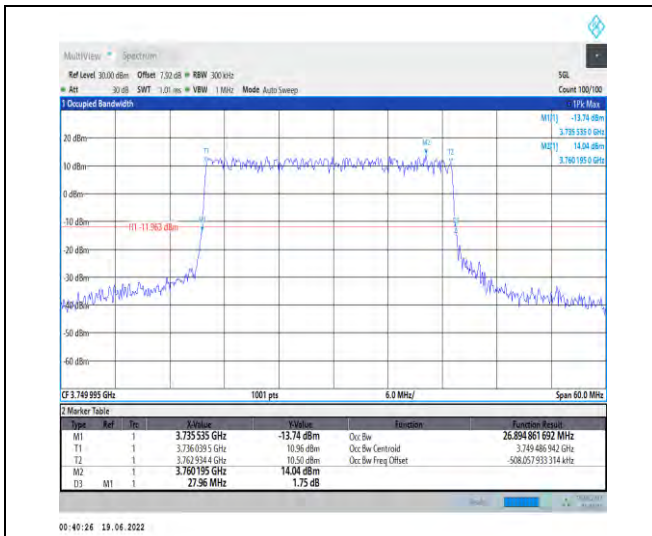 MultiView Spectrum
Ref Level 30.00 dBm Offset 7.92 dB RBW 300 kHz SGL
Att 30 dB SWT 1.01 ms VBW 1 MHz Mode Auto Sweep Count 100/100
1 Occupied Bandwidth 1Pk Max
M1[1] -13.74 dBm
3.735 535 0 GHz
M2[1] 14.04 dBm
3.760 195 0 GHz
20 dBm
M2
T1 T2
10 dBm
0 dBm
-10 dBm
M1
H1 -11.963 dBm
-20 dBm
-30 dBm
-40 dBm
-50 dBm
-60 dBm
CF 3.749 995 GHz 1001 pts 6.0 MHz/ Span 60.0 MHz
2 Marker Table
Type Ref Trc X-Value Y-Value Function Function Result
M1 1 3.735 535 GHz -13.74 dBm Occ Bw 26.894 861 692 MHz
T1 1 3.736 039 5 GHz 10.96 dBm Occ Bw Centroid 3.749 486 942 GHz
T2 1 3.762 934 4 GHz 10.50 dBm Occ Bw Freq Offset -508.057 933 314 kHz
M2 1 3.760 195 GHz 14.04 dBm
D3 M1 1 27.96 MHz 1.75 dB
00:40:26 19.06.2022